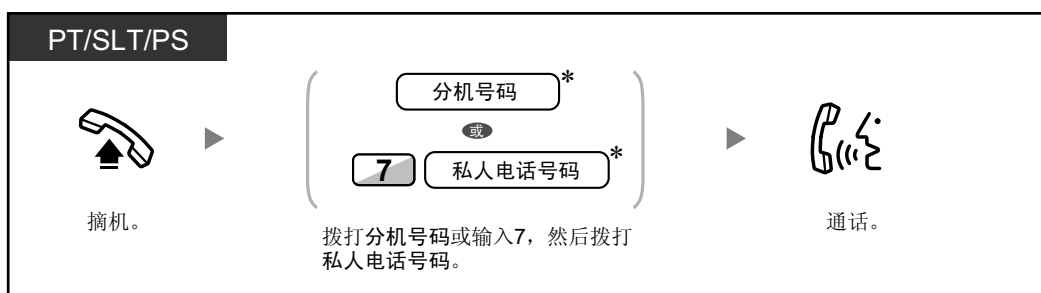 PT/SLT/PS
分机号码*
或
7 私人电话号码*
摘机。
拨打分机号码或输入7，然后拨打
私人电话号码。
通话。